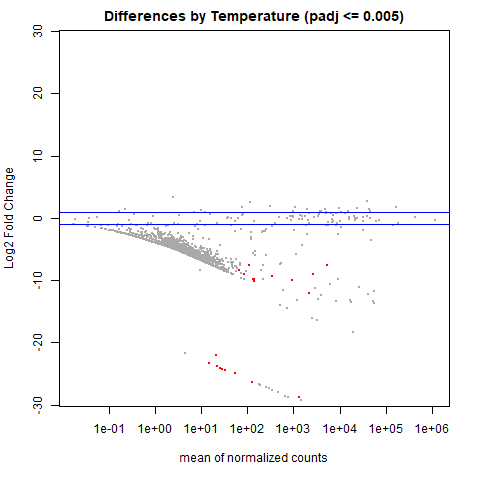 Differences by Temperature (padj <= 0.005)
Log2 Fold Change
30
20
10
0
-10
-20
-30
1e-01 1e+00 1e+01 1e+02 1e+03 1e+04 1e+05 1e+06
mean of normalized counts